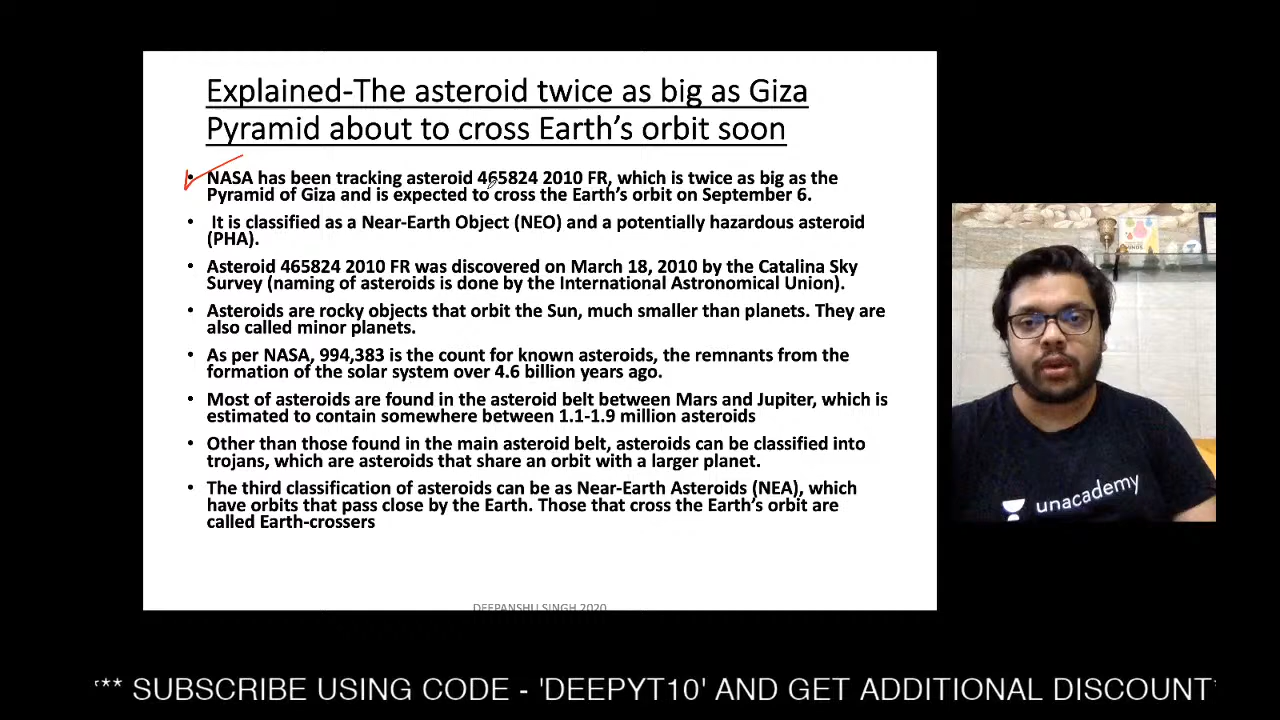 Explained-The asteroid twice as big as Giza
Pyramid about to cross Earth's orbit soon
• NASA has been tracking asteroid 465824 2010 FR, which is twice as big as the
Pyramid of Giza and is expected to cross the Earth's orbit on September 6.
• It is classified as a Near-Earth Object (NEO) and a potentially hazardous asteroid
(PHA).
• Asteroid 465824 2010 FR was discovered on March 18, 2010 by the Catalina Sky
Survey (naming of asteroids is done by the International Astronomical Union).
• Asteroids are rocky objects that orbit the Sun, much smaller than planets. They are
also called minor planets.
• As per NASA, 994,383 is the count for known asteroids, the remnants from the
formation of the solar system over 4.6 billion years ago.
• Most of asteroids are found in the asteroid belt between Mars and Jupiter, which is
estimated to contain somewhere between 1.1-1.9 million asteroids
• Other than those found in the main asteroid belt, asteroids can be classified into
trojans, which are asteroids that share an orbit with a larger planet.
• The third classification of asteroids can be as Near-Earth Asteroids (NEA), which
have orbits that pass close by the Earth. Those that cross the Earth's orbit are
called Earth-crossers
DEEPANSHU SINGH 2020
unacademy
*** SUBSCRIBE USING CODE - 'DEEPYT10' AND GET ADDITIONAL DISCOUNT